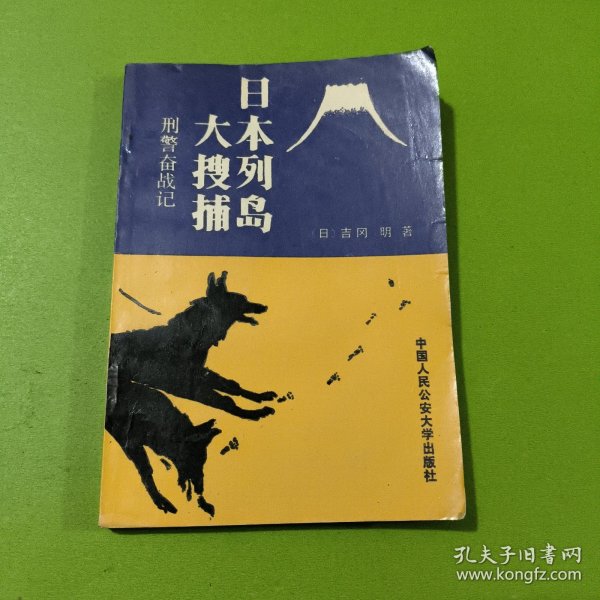 日本列岛
大搜捕
刑警奋战记
（日）吉冈 明 著
中国人民公安大学出版社
孔夫子旧书网
www.kongfz.com